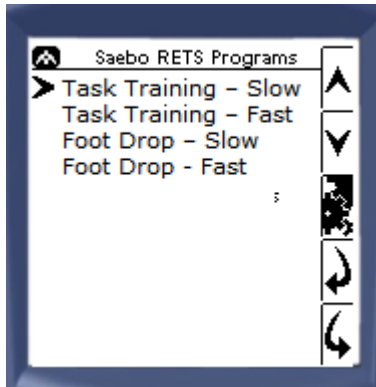 Saebo RETS Programs
Task Training – Slow
Task Training – Fast
Foot Drop – Slow
Foot Drop - Fast
s